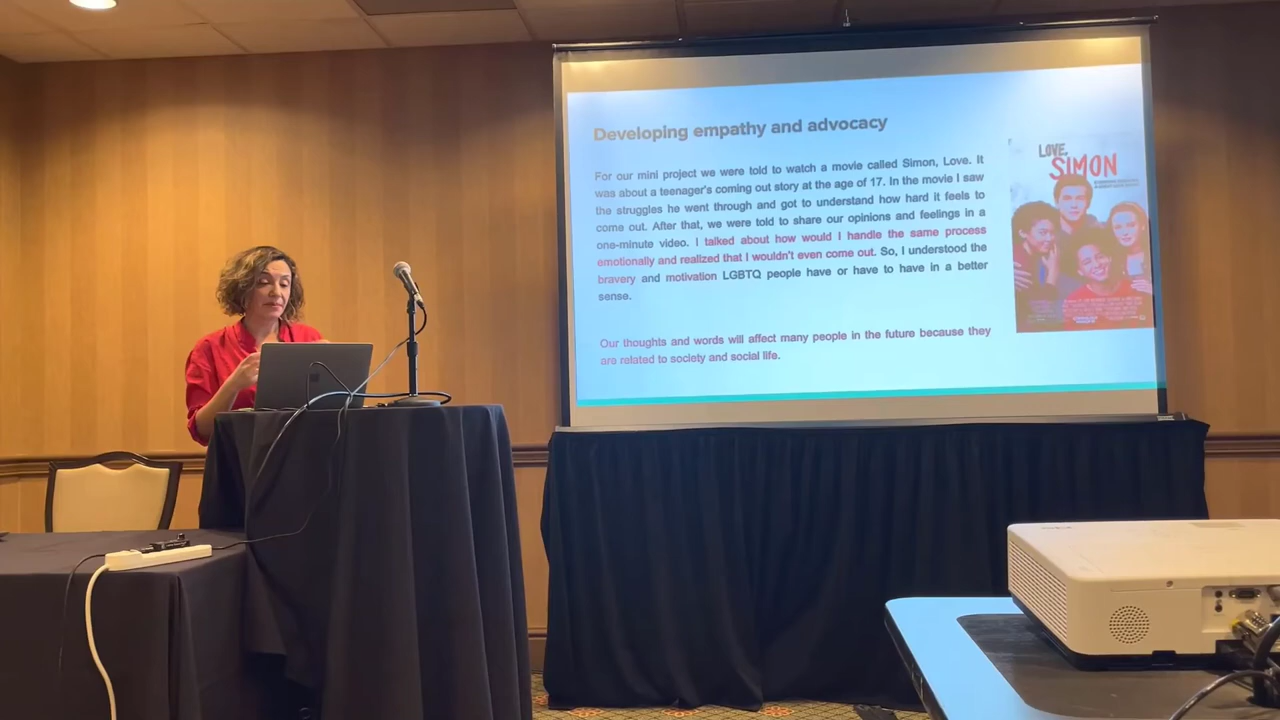 Developing empathy and advocacy
For our mini project we were told to watch a movie called Simon, Love. It
was about a teenager's coming out story at the age of 17. In the movie I saw
the struggles he went through and got to understand how hard it feels to
come out. After that, we were told to share our opinions and feelings in a
one-minute video. I talked about how would I handle the same process
emotionally and realized that I wouldn't even come out. So, I understood the
bravery and motivation LGBTQ people have or have to have in a better
sense.
Our thoughts and words will affect many people in the future because they
are related to society and social life.
LOVE,
SIMON